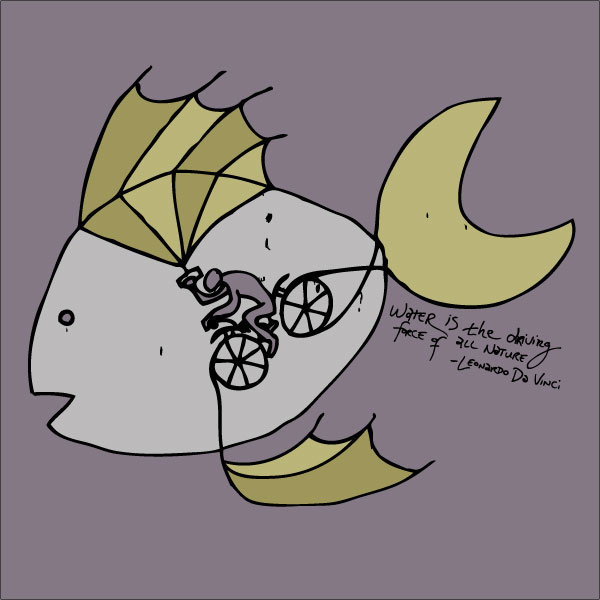 WateR is the driving
foRCE of all Nature
-Leonardo Da Vinci